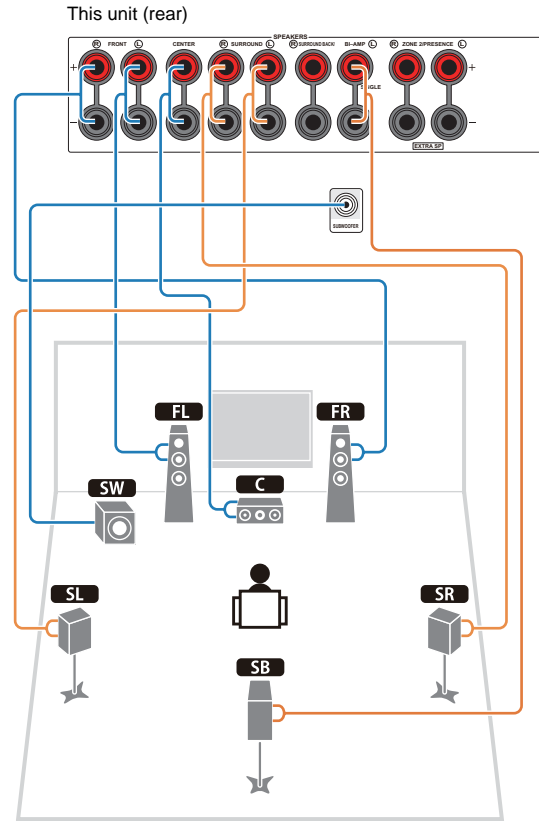 This unit (rear)
SPEAKERS
R FRONT L CENTER R SURROUND L R SURROUND BACK/ Bi-AMP L R ZONE 2/PRESENCE L
+ +
SINGLE
– –
EXTRA SP
SUBWOOFER
FL FR
SW C
SL SR
SB